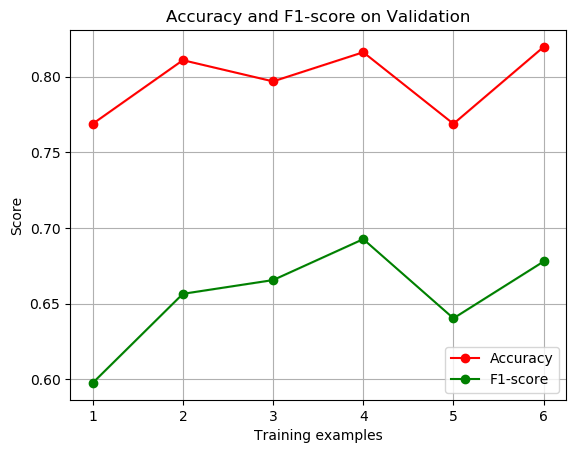 Accuracy and F1-score on Validation
Score
0.80
0.75
0.70
0.65
0.60
1 2 3 4 5 6
Training examples
Accuracy
F1-score